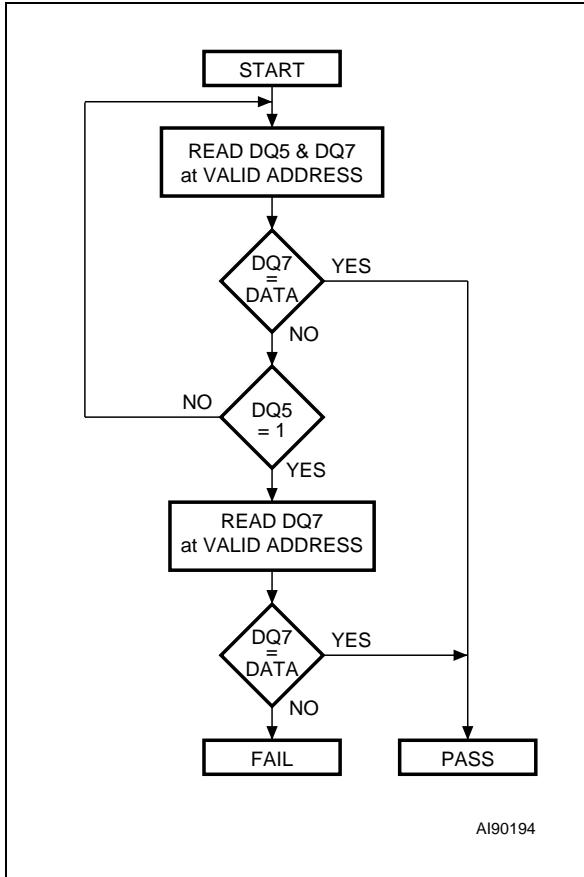 START
READ DQ5 & DQ7
at VALID ADDRESS
DQ7
=
DATA
YES
NO
DQ5
= 1
NO
YES
READ DQ7
at VALID ADDRESS
DQ7
=
DATA
YES
NO
FAIL
PASS
AI90194